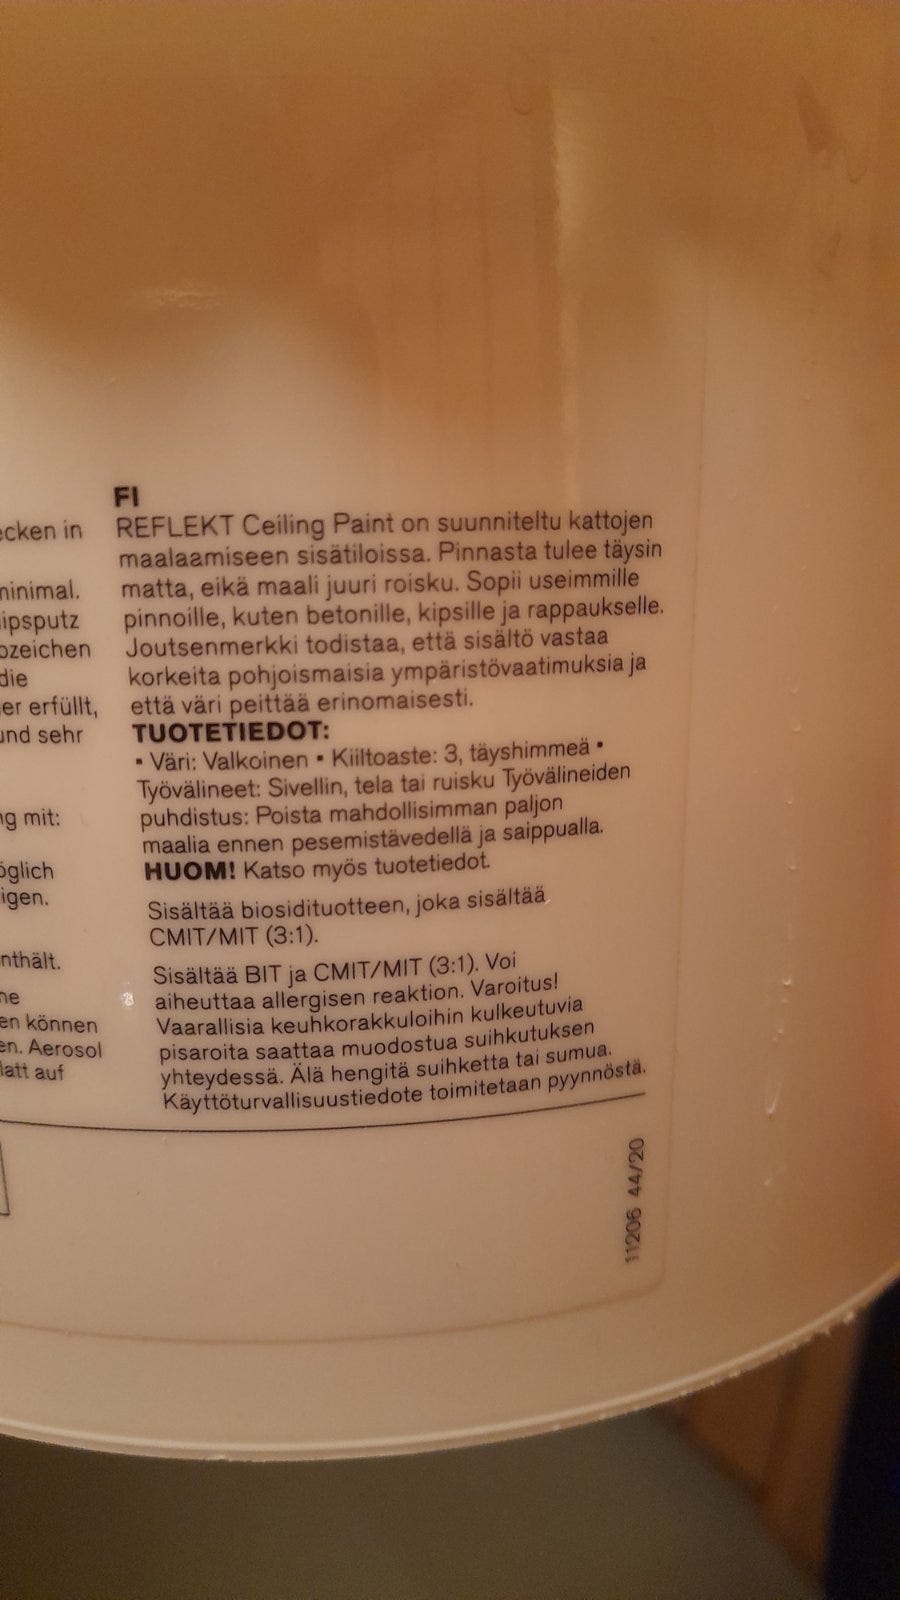 ecken in
minimal.
ipsputz
ozeichen
die
er erfüllt,
und sehr
ng mit:
öglich
igen.
nthält.
ne
en können
en. Aerosol
latt auf
FI
REFLEKT Ceiling Paint on suunniteltu kattojen
maalaamiseen sisätiloissa. Pinnasta tulee täysin
matta, eikä maali juuri roisku. Sopii useimmille
pinnoille, kuten betonille, kipsille ja rappaukselle.
Joutsenmerkki todistaa, että sisältö vastaa
korkeita pohjoismaisia ympäristövaatimuksia ja
että väri peittää erinomaisesti.
TUOTETIEDOT:
▪ Väri: Valkoinen ▪ Kiiltoaste: 3, täyshimmeä ▪
Työvälineet: Sivellin, tela tai ruisku Työvälineiden
puhdistus: Poista mahdollisimman paljon
maalia ennen pesemistävedellä ja saippualla.
HUOM! Katso myös tuotetiedot.
Sisältää biosidituotteen, joka sisältää
CMIT/MIT (3:1).
Sisältää BIT ja CMIT/MIT (3:1). Voi
aiheuttaa allergisen reaktion. Varoitus!
Vaarallisia keuhkorakkuloihin kulkeutuvia
pisaroita saattaa muodostua suihkutuksen
yhteydessä. Älä hengitä suihketta tai sumua.
Käyttöturvallisuustiedote toimitetaan pyynnöstä.
11206 44/20